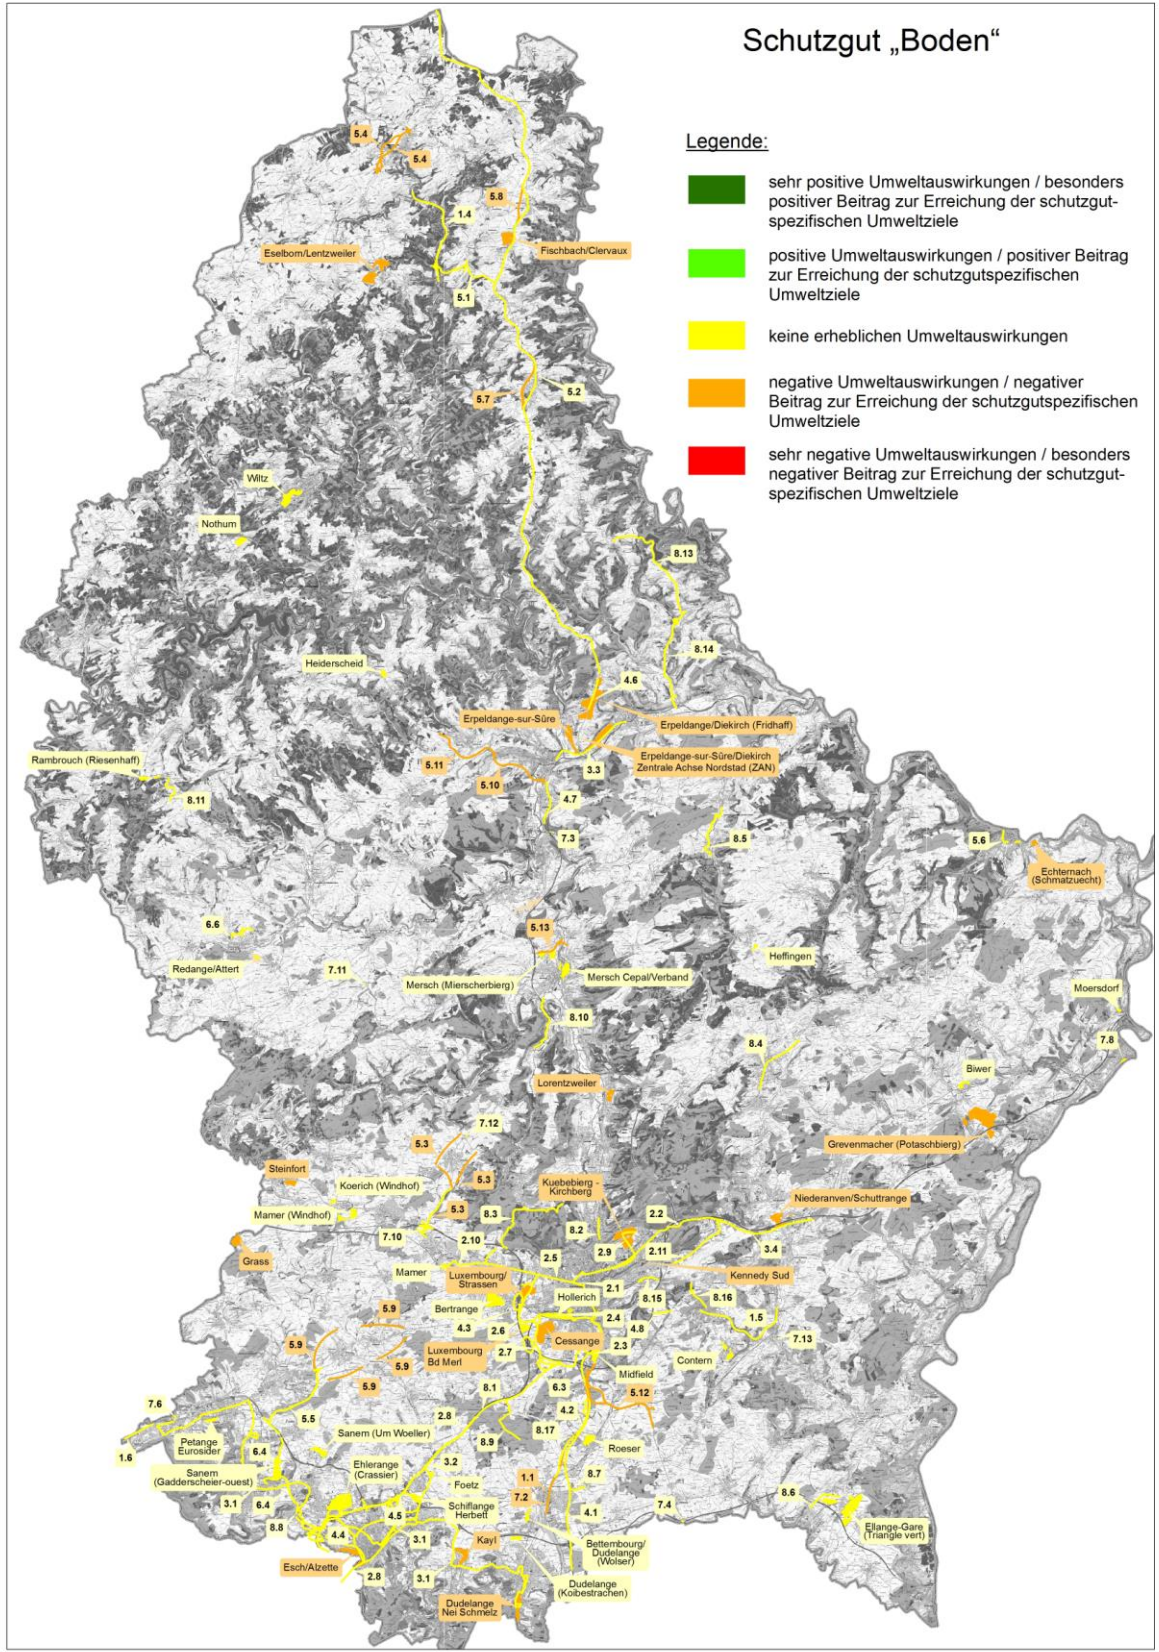 Schutzgut „Boden“
Legende:
sehr positive Umweltauswirkungen / besonders
positiver Beitrag zur Erreichung der schutzgut-
spezifischen Umweltziele
positive Umweltauswirkungen / positiver Beitrag
zur Erreichung der schutzgutspezifischen
Umweltziele
keine erheblichen Umweltauswirkungen
negative Umweltauswirkungen / negativer
Beitrag zur Erreichung der schutzgutspezifischen
Umweltziele
sehr negative Umweltauswirkungen / besonders
negativer Beitrag zur Erreichung der schutzgut-
spezifischen Umweltziele
5.4
5.4
5.8
1.4
Eselborn/Lentzweiler
Fischbach/Clervaux
5.1
5.2
5.7
Wiltz
Nothum
8.13
8.14
Heiderscheid
4.6
Erpeldange-sur-Sûre
Erpeldange/Diekirch (Fridhaff)
Erpeldange-sur-Sûre/Diekirch
Zentrale Achse Nordstad (ZAN)
Rambrouch (Riesenhaff)
5.11
3.3
5.10
8.11
4.7
7.3
8.5
5.6
Echternach
(Schmatzuecht)
6.6
5.13
Heffingen
Redange/Attert
7.11
Mersch (Mierscherbierg)
Mersch Cepal/Verband
Moersdorf
8.10
8.4
7.8
Biwer
Lorentzweiler
7.12
Grevenmacher (Potaschbierg)
5.3
Steinfort
5.3
Koerich (Windhof)
Kuebebierg -
Kirchberg
Niederanven/Schuttrange
Mamer (Windhof)
5.3
8.3
2.2
8.2
7.10
2.10
2.9
2.11
3.4
2.5
Grass
Mamer
Luxembourg/
Strassen
Kennedy Sud
2.1
Hollerich
8.15
8.16
Bertrange
5.9
2.4
1.5
4.3
2.6
4.8
5.9
Cessange
7.13
Luxembourg
Bd Merl
2.7
2.3
Contern
5.9
Midfield
5.9
8.1
6.3
5.12
7.6
4.2
5.5
2.8
8.17
Sanem (Um Woeller)
8.9
Petange
Eurosider
6.4
Roeser
1.6
Ehlerange
(Crassier)
3.2
Sanem
(Gadderscheier-ouest)
Foetz
1.1
8.7
7.2
3.1
6.4
Schiflange
Herbett
4.1
7.4
8.6
8.8
4.5
Ellange-Gare
(Triangle vert)
4.4
3.1
Kayl
Bettembourg/
Dudelange
(Wolser)
Esch/Alzette
2.8
3.1
Dudelange
(Koibestrachen)
Dudelange
Nei Schmelz